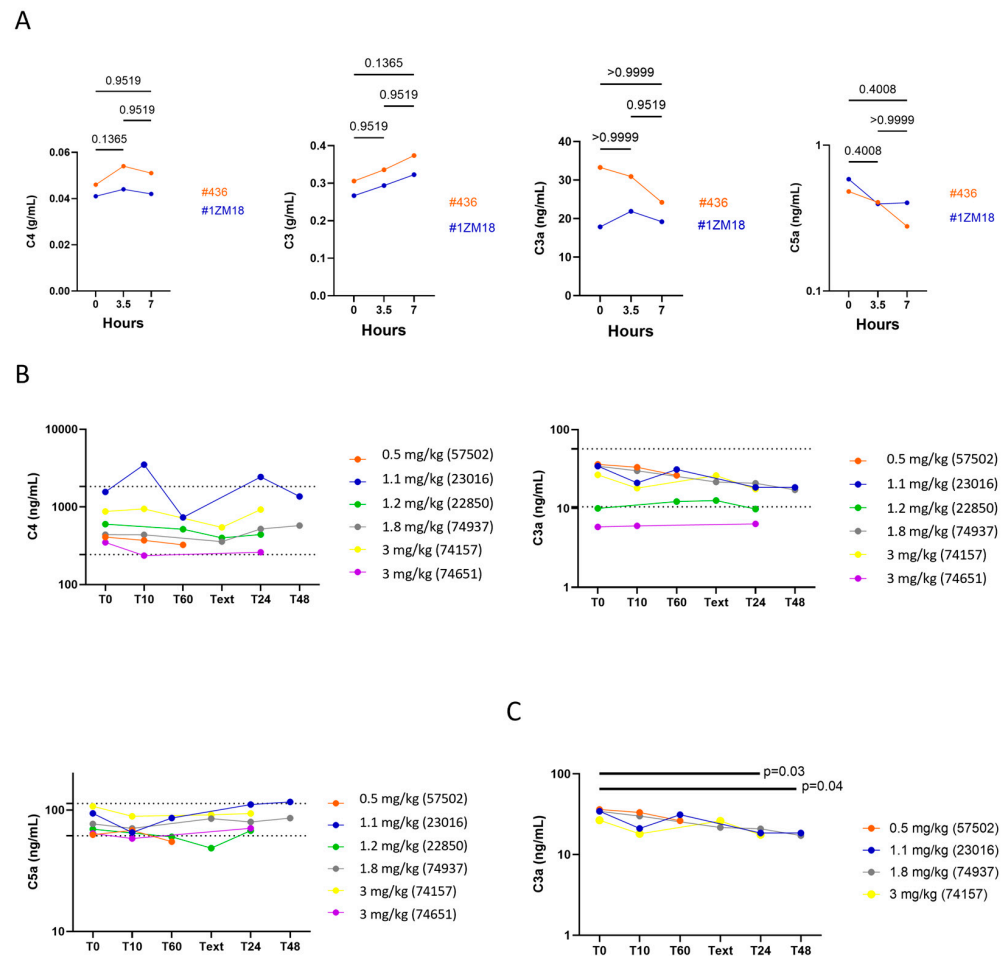 A
0.9519
0.9519
0.1365
0.06
0.04
0.02
0.00
C4 (g/mL)
0
3.5
7
Hours
#436
#1ZM18
0.1365
0.9519
0.9519
0.4
0.3
0.2
0.1
0.0
C3 (g/mL)
0
3.5
7
Hours
#436
#1ZM18
>0.9999
0.9519
>0.9999
40
30
20
10
0
C3a (ng/mL)
0
3.5
7
Hours
#436
#1ZM18
0.4008
>0.9999
0.4008
1
0.1
C5a (ng/mL)
0
3.5
7
Hours
#436
#1ZM18
B
10000
1000
100
C4 (ng/mL)
T0
T10
T60
Text
T24
T48
0.5 mg/kg (57502)
1.1 mg/kg (23016)
1.2 mg/kg (22850)
1.8 mg/kg (74937)
3 mg/kg (74157)
3 mg/kg (74651)
100
10
1
C3a (ng/mL)
T0
T10
T60
Text
T24
T48
0.5 mg/kg (57502)
1.1 mg/kg (23016)
1.2 mg/kg (22850)
1.8 mg/kg (74937)
3 mg/kg (74157)
3 mg/kg (74651)
100
10
C5a (ng/mL)
T0
T10
T60
Text
T24
T48
0.5 mg/kg (57502)
1.1 mg/kg (23016)
1.2 mg/kg (22850)
1.8 mg/kg (74937)
3 mg/kg (74157)
3 mg/kg (74651)
C
p=0.03
p=0.04
100
10
1
C3a (ng/mL)
T0
T10
T60
Text
T24
T48
0.5 mg/kg (57502)
1.1 mg/kg (23016)
1.8 mg/kg (74937)
3 mg/kg (74157)